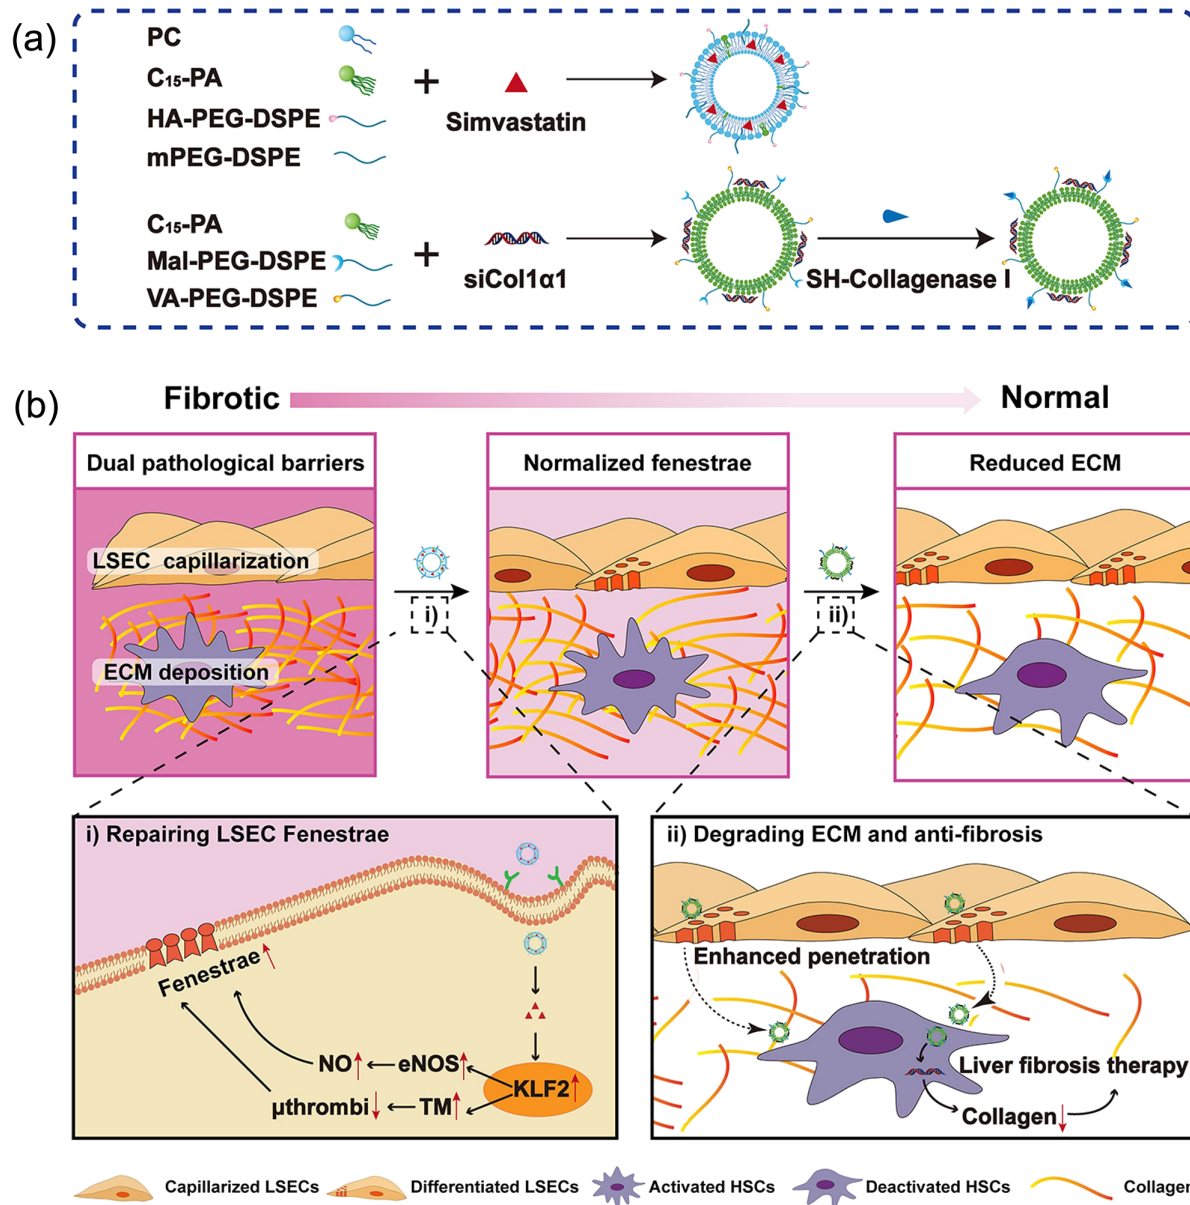 (a)
PC
C₁₅-PA
HA-PEG-DSPE
mPEG-DSPE
+
Simvastatin
C₁₅-PA
Mal-PEG-DSPE
VA-PEG-DSPE
+
siCol1α1
SH-Collagenase I
(b)
Fibrotic
Normal
Dual pathological barriers
Normalized fenestrae
Reduced ECM
LSEC capillarization
ECM deposition
i)
ii)
i) Repairing LSEC Fenestrae
Fenestrae
NO
eNOS
KLF2
μthrombi
TM
ii) Degrading ECM and anti-fibrosis
Enhanced penetration
Liver fibrosis therapy
Collagen
Capillarized LSECs
Differentiated LSECs
Activated HSCs
Deactivated HSCs
Collagen